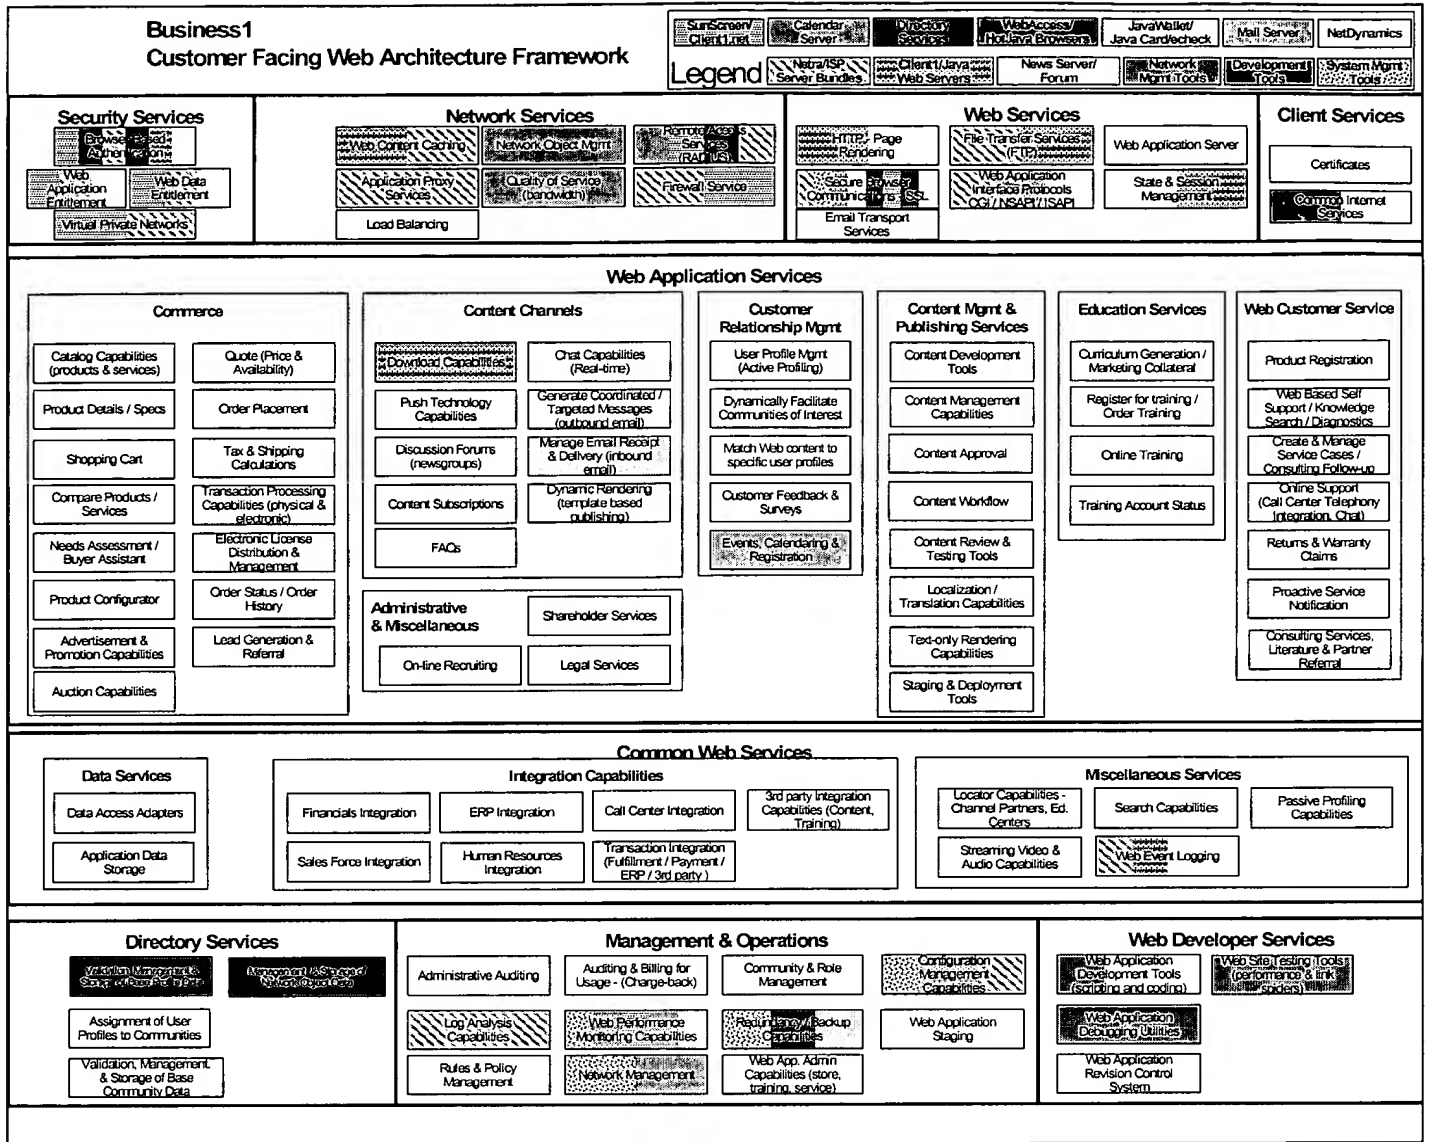 Business1
Customer Facing Web Architecture Framework
Legend
SunScreen/
Client1.net
Calendar
Server
Directory
Services
WebAccess/
HotJava Browsers
JavaWallet/
Java Card/echeck
Mail Server
NetDynamics
Netra/ISP
Server Bundles
Client1/Java
Web Servers
News Server/
Forum
Network
Mgmt Tools
Development
Tools
System Mgmt
Tools
Security Services
Browser Based
Authentication
Web
Application
Entitlement
Web Data
Entitlement
Virtual Private Networks
Network Services
Web Content Caching
Network Object Mgmt
Remote Access
Services
(RADIUS)
Application Proxy
Services
Quality of Service
(bandwidth)
Firewall Service
Load Balancing
Web Services
HTTP - Page
Rendering
File Transfer Services
(FTP)
Web Application Server
Secure Browser
Communications - SSL
Web Application
Interface Protocols
CGI / NSAPI / ISAPI
State & Session
Management
Email Transport
Services
Client Services
Certificates
Common Internet
Services
Web Application Services
Commerce
Catalog Capabilities
(products & services)
Quote (Price &
Availability)
Product Details / Specs
Order Placement
Shopping Cart
Tax & Shipping
Calculations
Compare Products /
Services
Transaction Processing
Capabilities (physical &
electronic)
Needs Assessment /
Buyer Assistant
Electronic License
Distribution &
Management
Product Configurator
Order Status / Order
History
Advertisement &
Promotion Capabilities
Lead Generation &
Referral
Auction Capabilities
Content Channels
Download Capabilities
Chat Capabilities
(Real-time)
Push Technology
Capabilities
Generate Coordinated /
Targeted Messages
(outbound email)
Discussion Forums
(newsgroups)
Manage Email Receipt
& Delivery (inbound
email)
Content Subscriptions
Dynamic Rendering
(template based
publishing)
FAQs
Administrative
& Miscellaneous
Shareholder Services
On-line Recruiting
Legal Services
Customer
Relationship Mgmt
User Profile Mgmt
(Active Profiling)
Dynamically Facilitate
Communities of Interest
Match Web content to
specific user profiles
Customer Feedback &
Surveys
Events, Calendaring &
Registration
Content Mgmt &
Publishing Services
Content Development
Tools
Content Management
Capabilities
Content Approval
Content Workflow
Content Review &
Testing Tools
Localization /
Translation Capabilities
Text-only Rendering
Capabilities
Staging & Deployment
Tools
Education Services
Curriculum Generation /
Marketing Collateral
Register for training /
Order Training
Online Training
Training Account Status
Web Customer Service
Product Registration
Web Based Self
Support / Knowledge
Search / Diagnostics
Create & Manage
Service Cases /
Consulting Follow-up
Online Support
(Call Center Telephony
Integration, Chat)
Returns & Warranty
Claims
Proactive Service
Notification
Consulting Services,
Literature & Partner
Referral
Common Web Services
Data Services
Data Access Adapters
Application Data
Storage
Integration Capabilities
Financials Integration
ERP Integration
Call Center Integration
3rd party Integration
Capabilities (Content,
Training)
Sales Force Integration
Human Resources
Integration
Transaction Integration
(Fulfillment / Payment /
ERP / 3rd party )
Miscellaneous Services
Locator Capabilities -
Channel Partners, Ed.
Centers
Search Capabilities
Passive Profiling
Capabilities
Streaming Video &
Audio Capabilities
Web Event Logging
Directory Services
Validation, Management &
Storage of Base Profile Data
Management & Storage of
Network Object Data
Assignment of User
Profiles to Communities
Validation, Management,
& Storage of Base
Community Data
Management & Operations
Administrative Auditing
Auditing & Billing for
Usage - (Charge-back)
Community & Role
Management
Configuration
Management
Capabilities
Log Analysis
Capabilities
Web Performance
Monitoring Capabilities
Redundancy / Backup
Capabilities
Web Application
Staging
Rules & Policy
Management
Network Management
Web App. Admin
Capabilities (store,
training, service)
Web Developer Services
Web Application
Development Tools
(scripting and coding)
Web Site Testing Tools
(performance & link
spiders)
Web Application
Debugging Utilities
Web Application
Revision Control
System